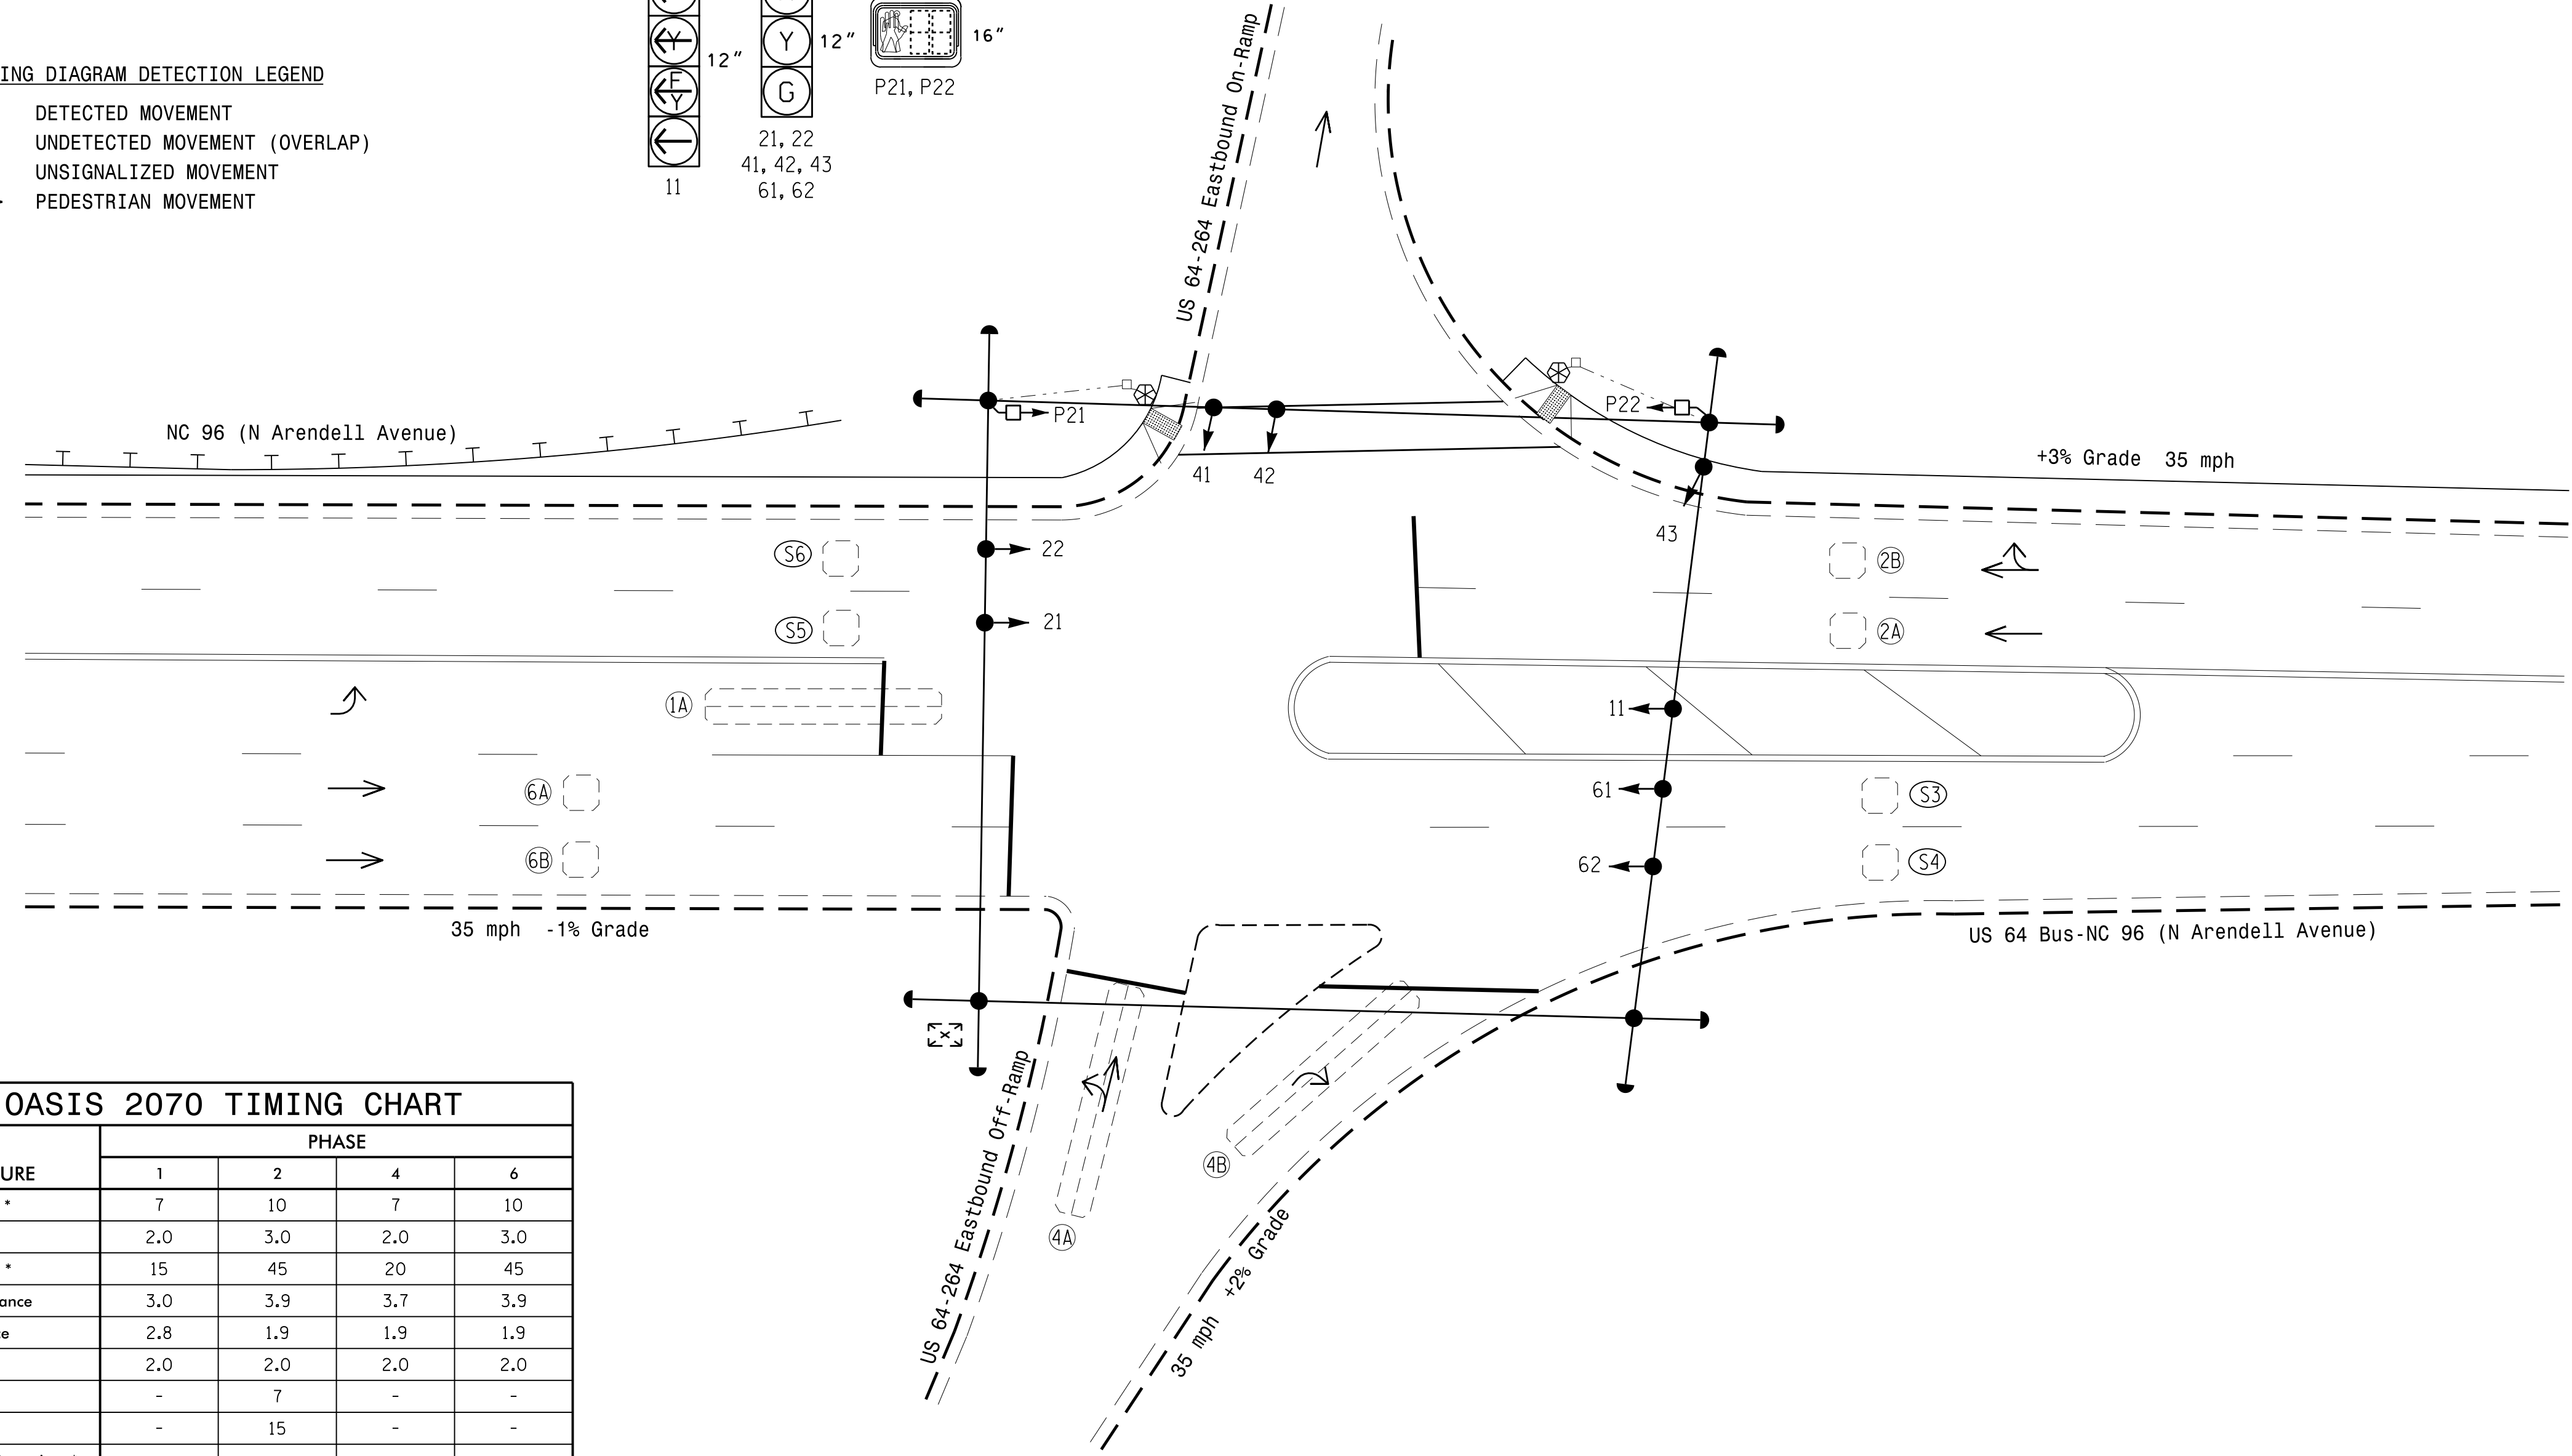 ING DIAGRAM DETECTION LEGEND
DETECTED MOVEMENT
UNDETECTED MOVEMENT (OVERLAP)
UNSIGNALIZED MOVEMENT
PEDESTRIAN MOVEMENT
Y
F
Y
12"
11
Y
G
12"
21, 22
41, 42, 43
61, 62
16"
P21, P22
US 64-264 Eastbound On-Ramp
NC 96 (N Arendell Avenue)
P21
P22
41
42
43
+3% Grade 35 mph
S6
22
2B
S5
21
2A
1A
11
6A
61
S3
6B
62
S4
35 mph -1% Grade
US 64 Bus-NC 96 (N Arendell Avenue)
X
US 64-264 Eastbound Off-Ramp
4A
4B
35 mph +2% Grade
OASIS 2070 TIMING CHART
PHASE
URE 1 2 4 6
* 7 10 7 10
2.0 3.0 2.0 3.0
* 15 45 20 45
ance 3.0 3.9 3.7 3.9
e 2.8 1.9 1.9 1.9
2.0 2.0 2.0 2.0
- 7 - -
- 15 - -